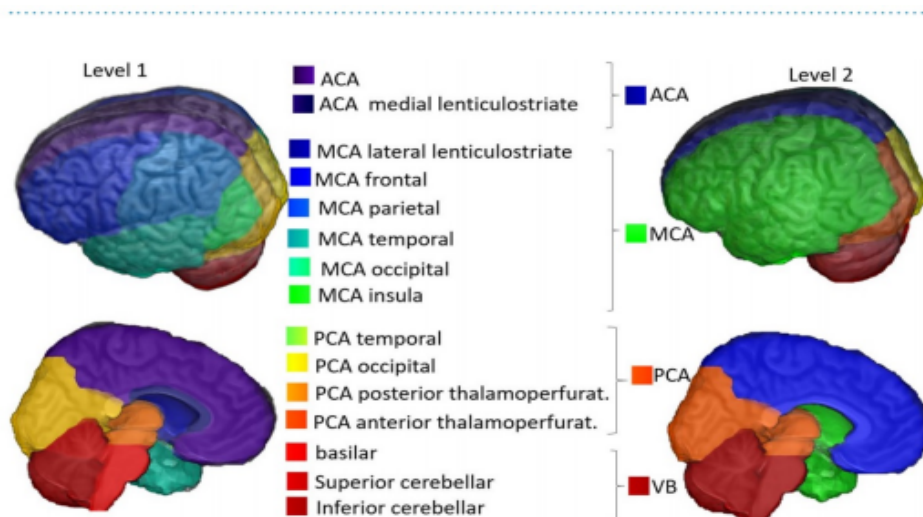 Level 1
Level 2
ACA
ACA medial lenticulostriate
ACA
MCA lateral lenticulostriate
MCA frontal
MCA parietal
MCA temporal
MCA occipital
MCA insula
MCA
PCA temporal
PCA occipital
PCA posterior thalamoperfurat.
PCA anterior thalamoperfurat.
PCA
basilar
Superior cerebellar
Inferior cerebellar
VB